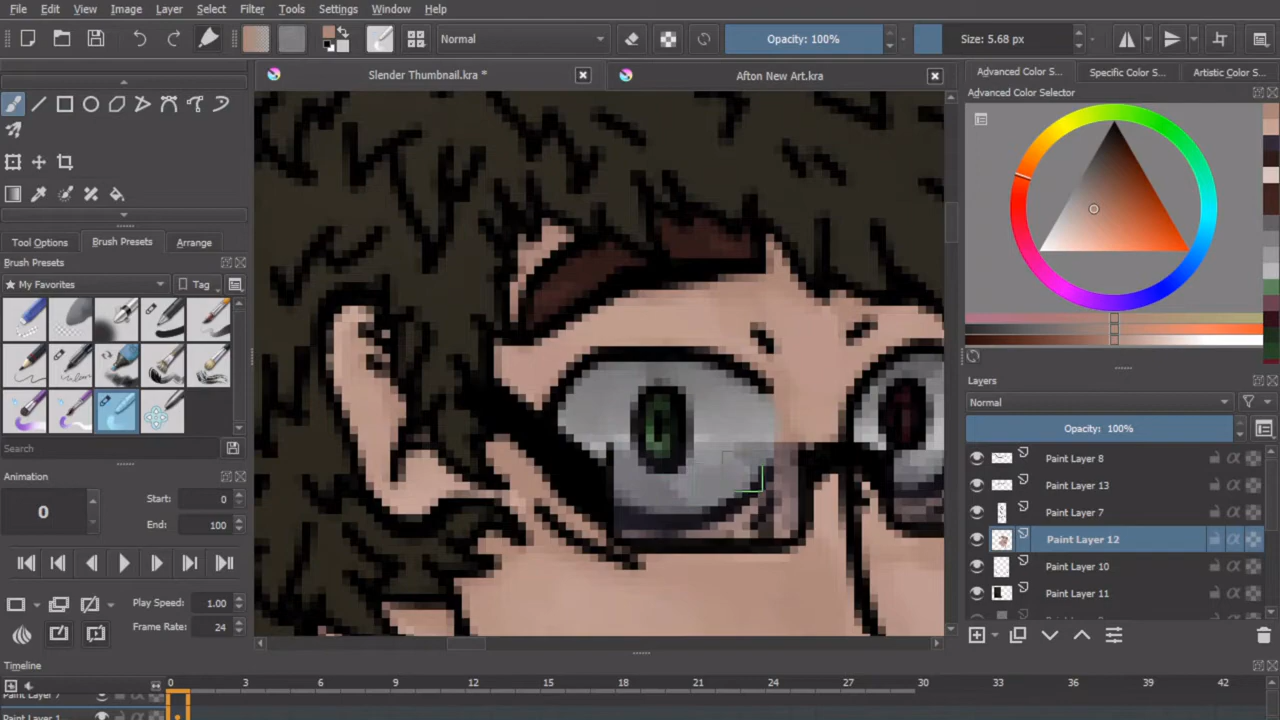 File Edit View Image Layer Select Filter Tools Settings Window Help
Normal Opacity: 100% Size: 5.68 px
Slender Thumbnail.kra * Afton New Art.kra
Advanced Color S... Specific Color S... Artistic Color S...
Advanced Color Selector
Tool Options Brush Presets Arrange
Brush Presets
My Favorites Tag
Search
Animation
0 Start: 0
End: 100
Play Speed: 1.00
Frame Rate: 24
Layers
Normal
Opacity: 100%
Paint Layer 8
Paint Layer 13
Paint Layer 7
Paint Layer 12
Paint Layer 10
Paint Layer 11
Timeline
0 3 6 9 12 15 18 21 24 27 30 33 36 39 42